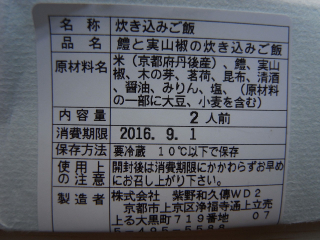 名称 炊き込みご飯
品名 鱧と実山椒の炊き込みご飯
原材料名 米（京都府丹後産）、鱧、実山
椒、木の芽、茗荷、昆布、清酒
、醤油、みりん、塩、（原材料
の一部に大豆、小麦を含む）
内容量 2 人前
消費期限 2016. 9. 1
保存方法 要冷蔵 10℃以下で保存
使用上の注意 開封後は消費期限にかかわらずお早め
にお召し上がり下さい。
製造者 株式会社 紫野和久傳WD2
京都市上京区浄福寺通上立売
上る大黒町719番地 07
5-495-5588